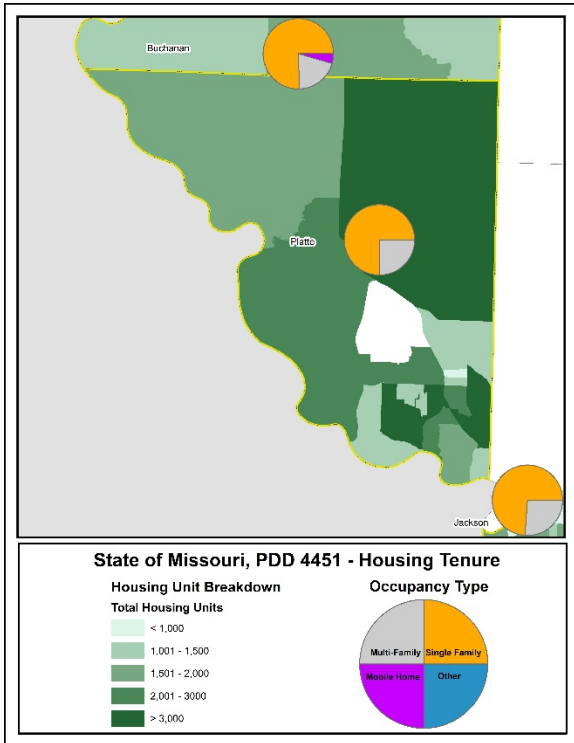 Buchanan
Platte
Jackson
State of Missouri, PDD 4451 - Housing Tenure
Housing Unit Breakdown
Total Housing Units
< 1,000
1,001 - 1,500
1,501 - 2,000
2,001 - 3000
> 3,000
Occupancy Type
Multi-Family Single Family
Mobile Home Other